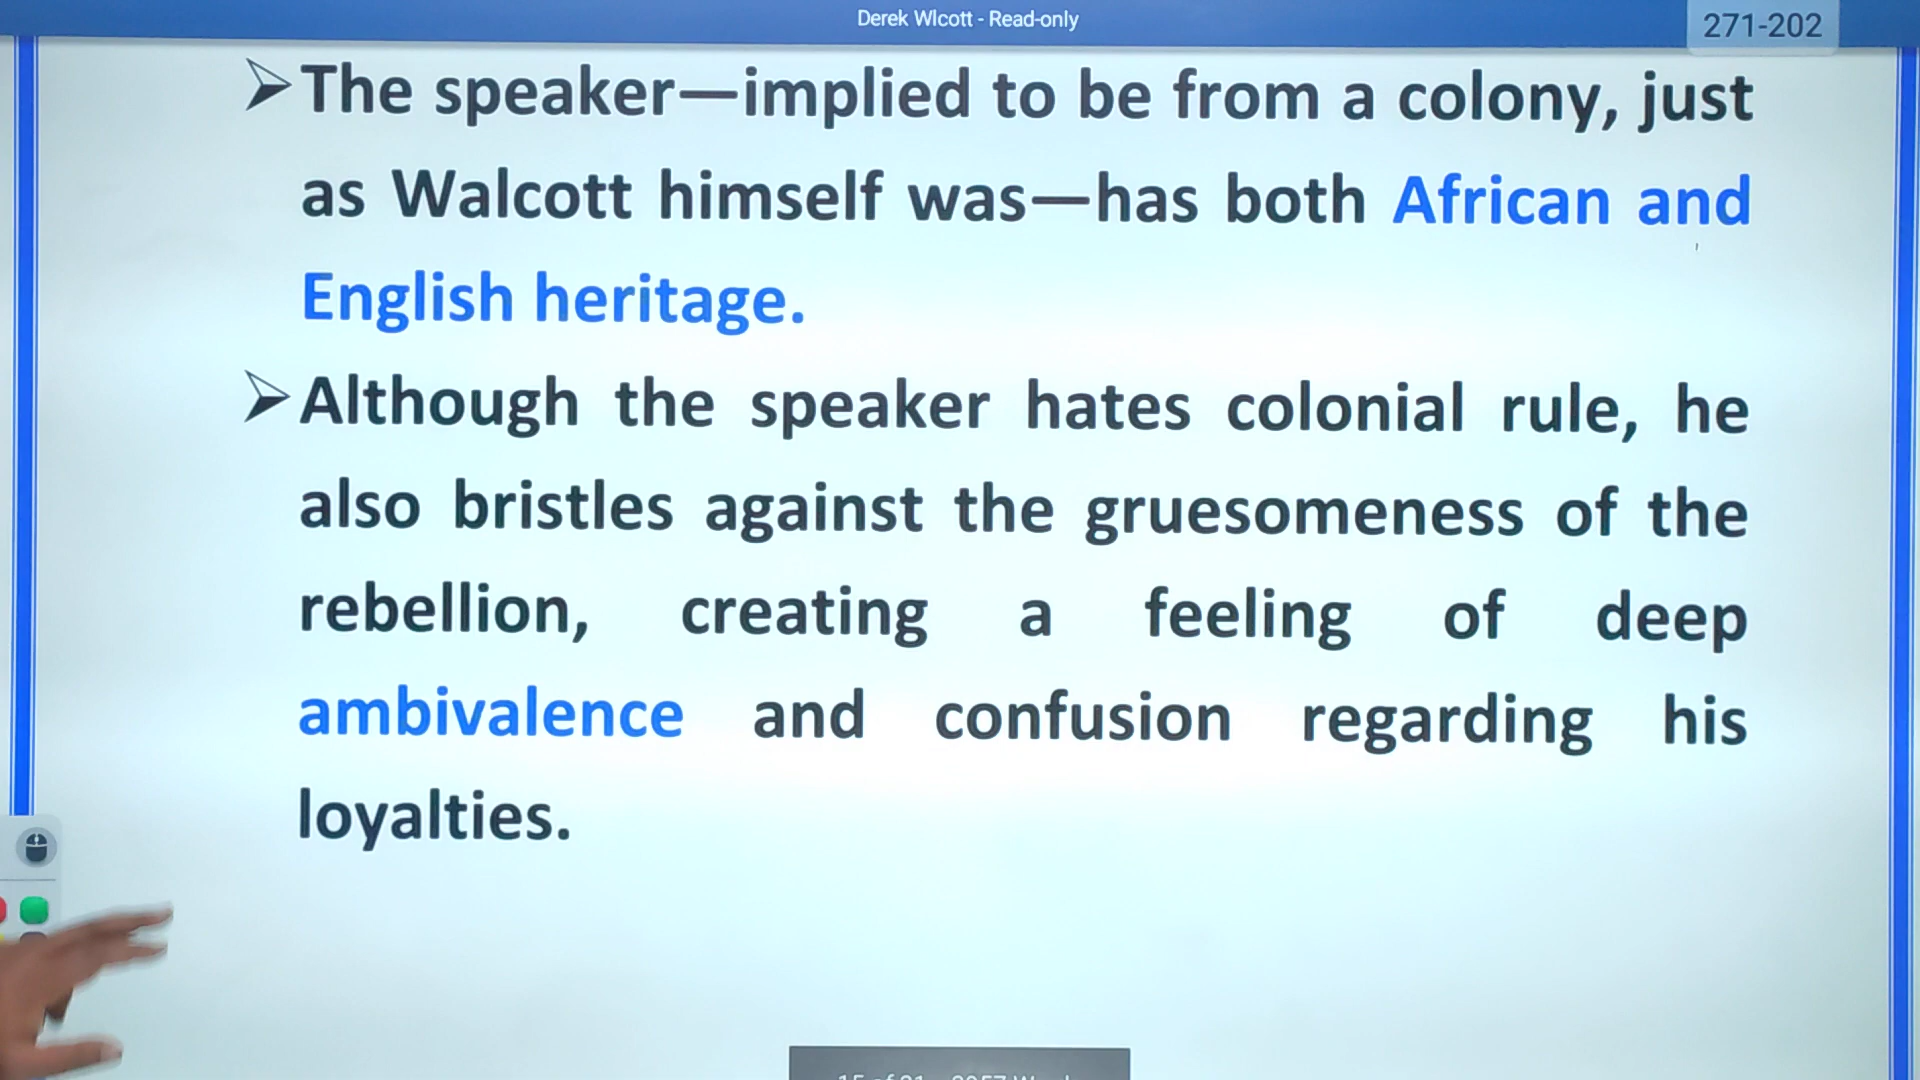 Derek Wlcott - Read-only
271-202
The speaker—implied to be from a colony, just
as Walcott himself was—has both African and
English heritage.
Although the speaker hates colonial rule, he
also bristles against the gruesomeness of the
rebellion, creating a feeling of deep
ambivalence and confusion regarding his
loyalties.